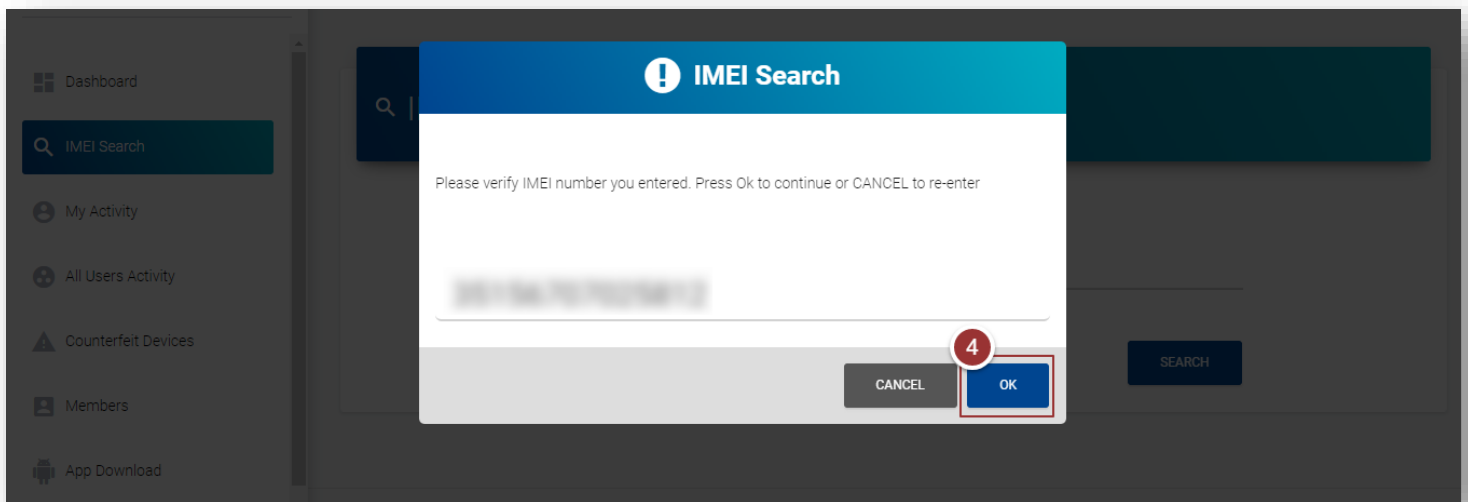 IMEI Search
Please verify IMEI number you entered. Press Ok to continue or CANCEL to re-enter
4
CANCEL
OK
Dashboard
IMEI Search
My Activity
All Users Activity
Counterfeit Devices
Members
App Download
SEARCH